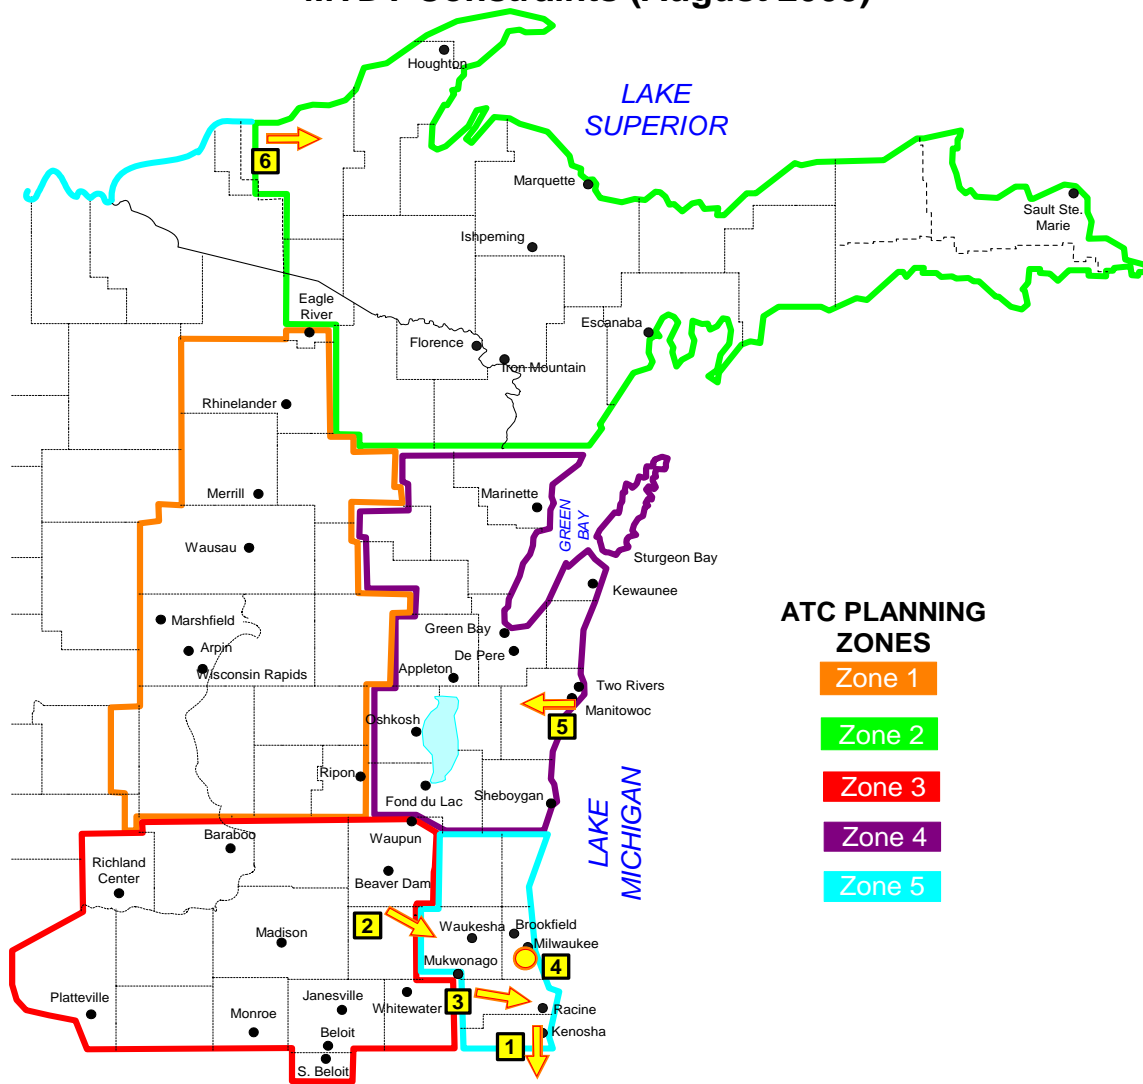 Constraints (August
Houghton
LAKE
SUPERIOR
6
Marquette
Sault Ste.
Marie
Ishpeming
Eagle
River
Escanaba
Florence
Iron Mountain
Rhinelander
Merrill
Marinette
GREEN
BAY
Wausau
Sturgeon Bay
Kewaunee
Marshfield
Green Bay
Arpin
De Pere
Wisconsin Rapids
Appleton
Two Rivers
Manitowoc
5
Oshkosh
Ripon
Fond du Lac
Sheboygan
LAKE
MICHIGAN
ATC PLANNING
ZONES
Zone 1
Zone 2
Zone 3
Zone 4
Zone 5
Baraboo
Waupun
Richland
Center
Beaver Dam
2
Madison
Waukesha
Brookfield
Milwaukee
Mukwonago
4
Platteville
Janesville
Whitewater
3
Racine
Monroe
Beloit
Kenosha
1
S. Beloit